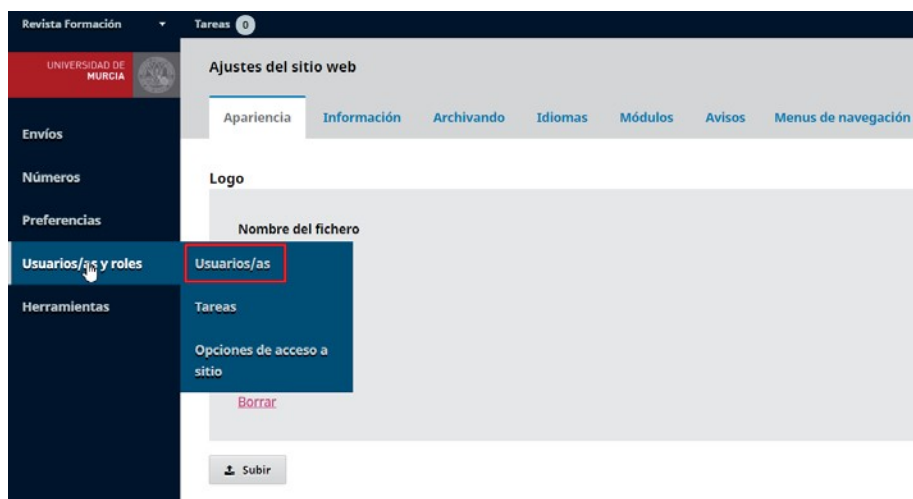 Revista Formación
Tareas 0
UNIVERSIDAD DE
MURCIA
Ajustes del sitio web
Apariencia
Información
Archivando
Idiomas
Módulos
Avisos
Menus de navegación
Envíos
Números
Preferencias
Usuarios/as y roles
Herramientas
Usuarios/as
Tareas
Opciones de acceso a
sitio
Logo
Nombre del fichero
Borrar
Subir